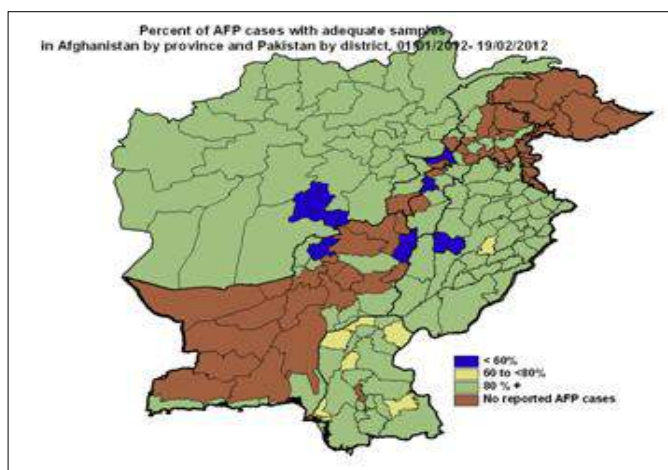 Percent of AFP cases with adequate samples
in Afghanistan by province and Pakistan by district, 01/01/2012- 19/02/2012
< 60%
60 to <80%
80 % +
No reported AFP cases